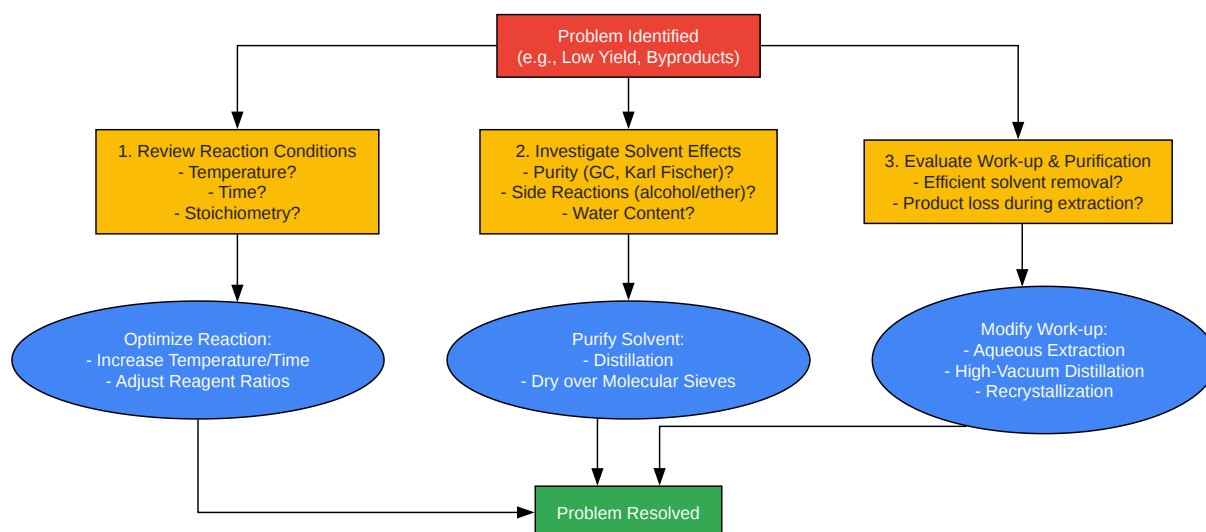 Problem Identified
(e.g., Low Yield, Byproducts)
1. Review Reaction Conditions
- Temperature?
- Time?
- Stoichiometry?
2. Investigate Solvent Effects
- Purity (GC, Karl Fischer)?
- Side Reactions (alcohol/ether)?
- Water Content?
3. Evaluate Work-up & Purification
- Efficient solvent removal?
- Product loss during extraction?
Optimize Reaction:
- Increase Temperature/Time
- Adjust Reagent Ratios
Purify Solvent:
- Distillation
- Dry over Molecular Sieves
Modify Work-up:
- Aqueous Extraction
- High-Vacuum Distillation
- Recrystallization
Problem Resolved